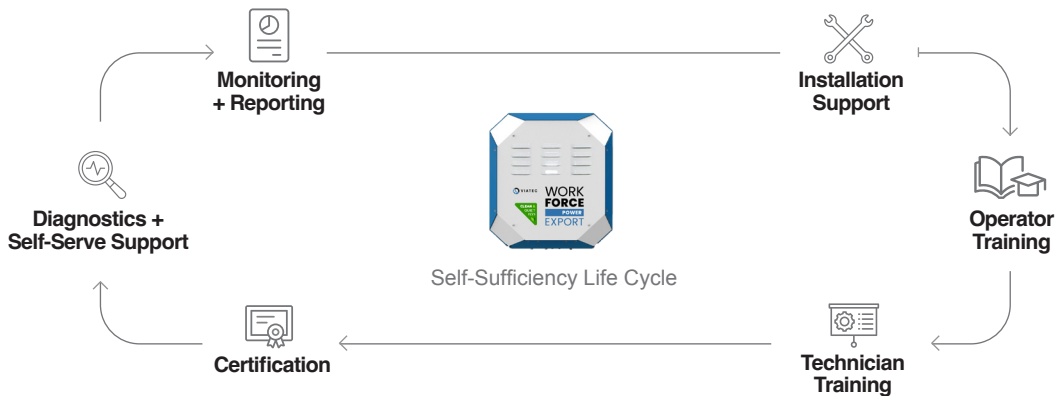 Monitoring
+ Reporting
Installation
Support
Diagnostics +
Self-Serve Support
VIATEC
WORK
FORCE
POWER
EXPORT
Operator
Training
Self-Sufficiency Life Cycle
Certification
Technician
Training